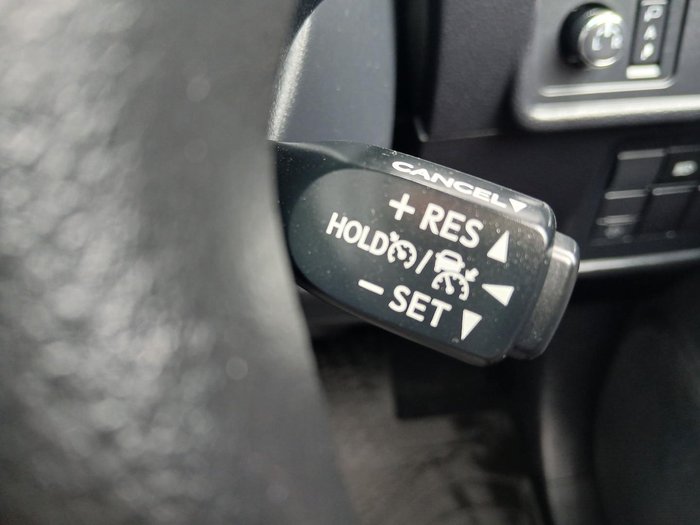 CANCEL▼
+ RES ▲
HOLD / ◀
− SET ▼